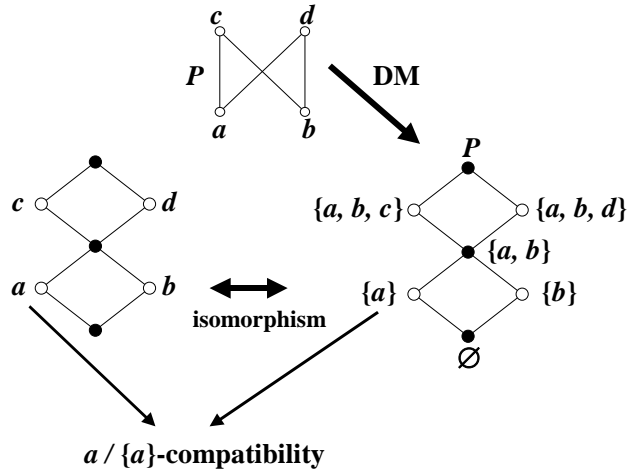 c d
P DM
a b
P
c d {a, b, c} {a, b, d}
{a, b}
a b {a} {b}
isomorphism
∅
a / {a}-compatibility